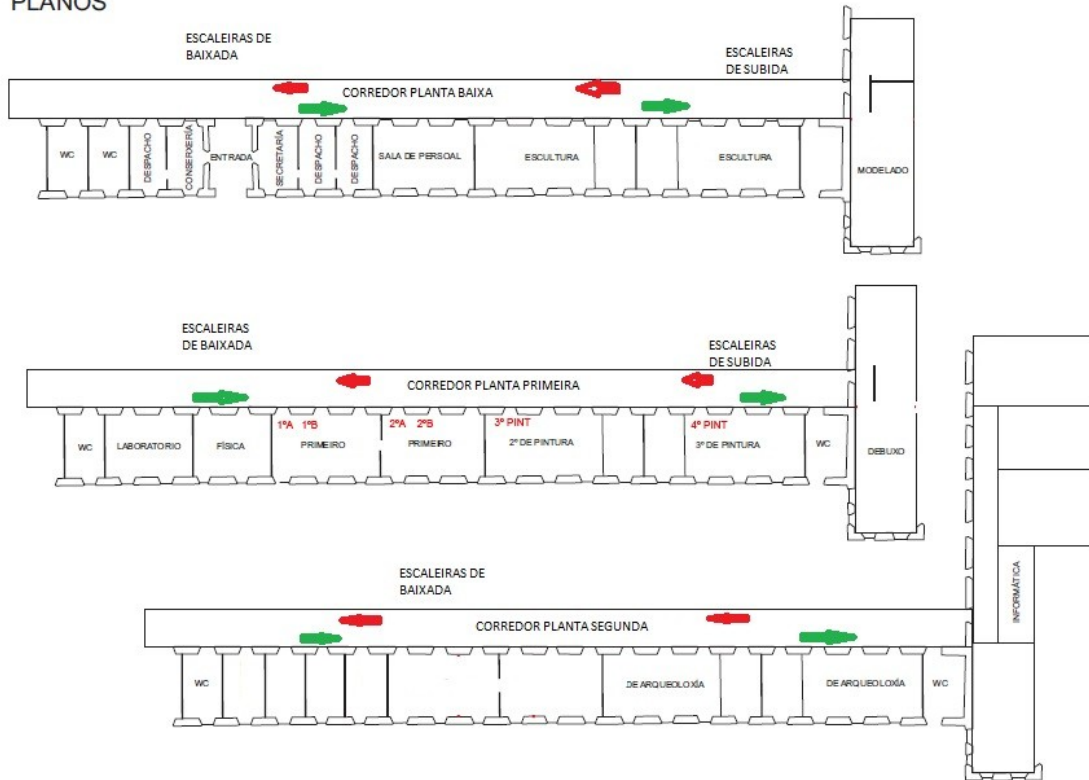 PLANOS
ESCALEIRAS DE
BAIXADA
ESCALEIRAS
DE SUBIDA
CORREDOR PLANTA BAIXA
WC
WC
DESPACHO
CONSERXERÍA
ENTRADA
SECRETARÍA
DESPACHO
DESPACHO
SALA DE PERSOAL
ESCULTURA
ESCULTURA
MODELADO
ESCALEIRAS
DE BAIXADA
ESCALEIRAS
DE SUBIDA
CORREDOR PLANTA PRIMEIRA
WC
LABORATORIO
FÍSICA
1ºA 1ºB
PRIMEIRO
2ºA 2ºB
PRIMEIRO
3º PINT
2º DE PINTURA
4º PINT
3º DE PINTURA
WC
DEBUXO
ESCALEIRAS DE
BAIXADA
CORREDOR PLANTA SEGUNDA
WC
DE ARQUEOLOXÍA
DE ARQUEOLOXÍA
WC
INFORMÁTICA